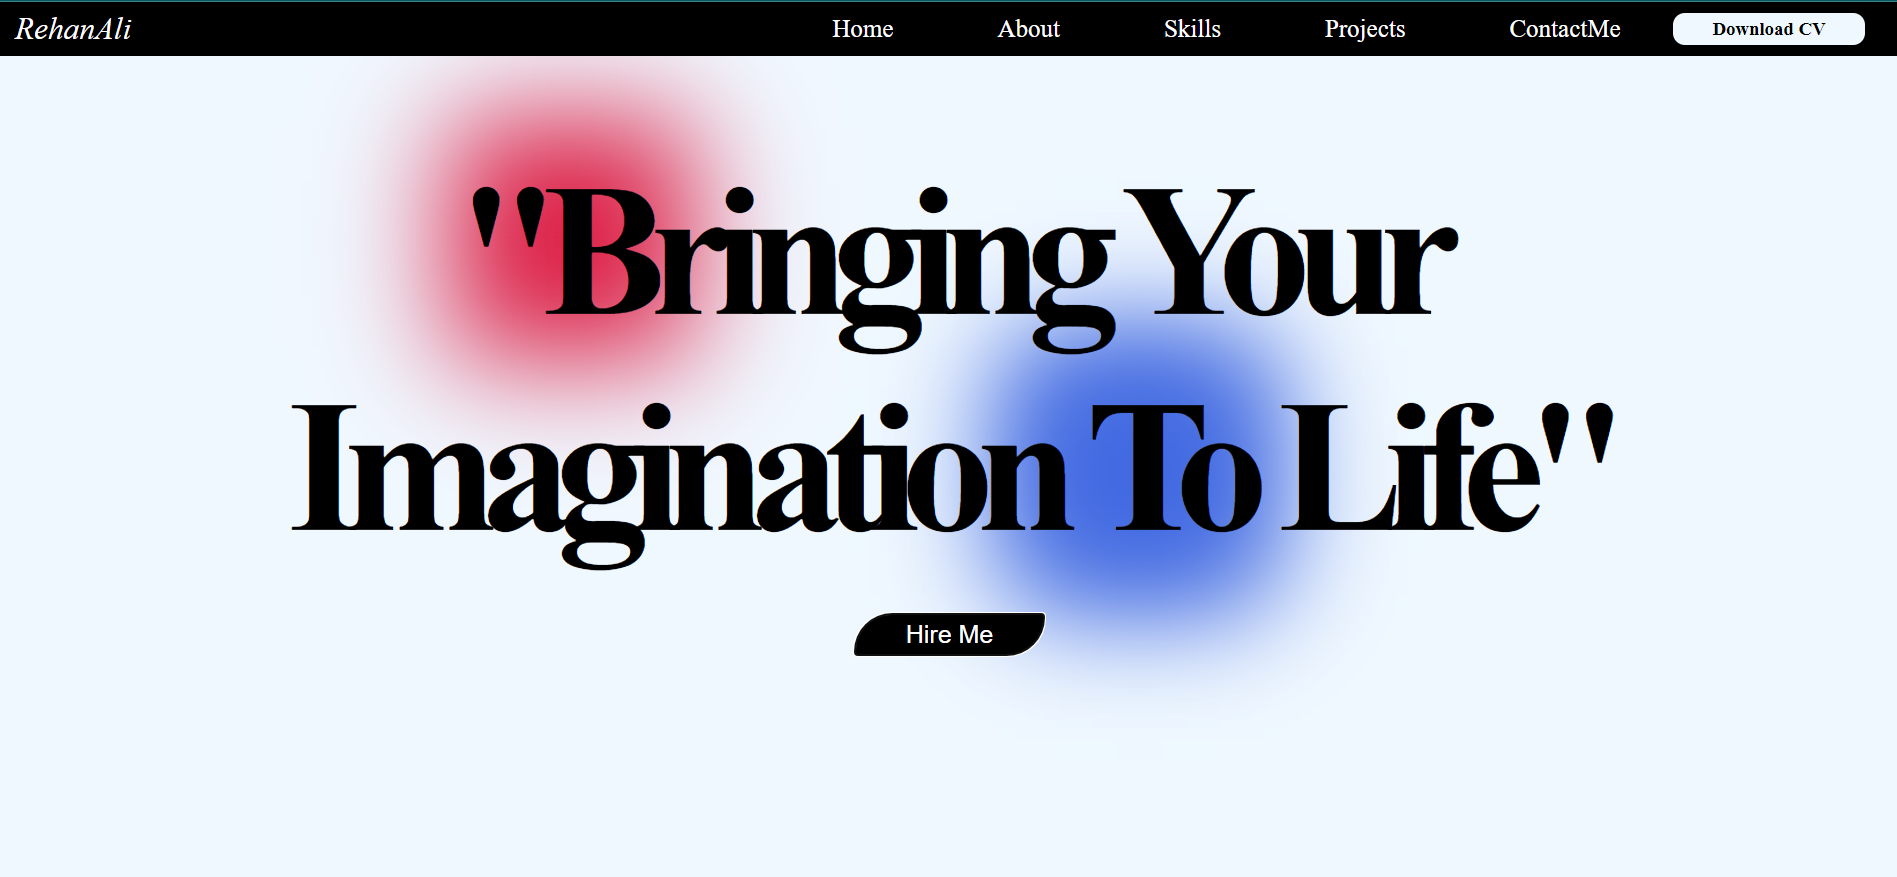 RehanAli
Home
About
Skills
Projects
ContactMe
Download CV
"Bringing Your
Imagination To Life"
Hire Me